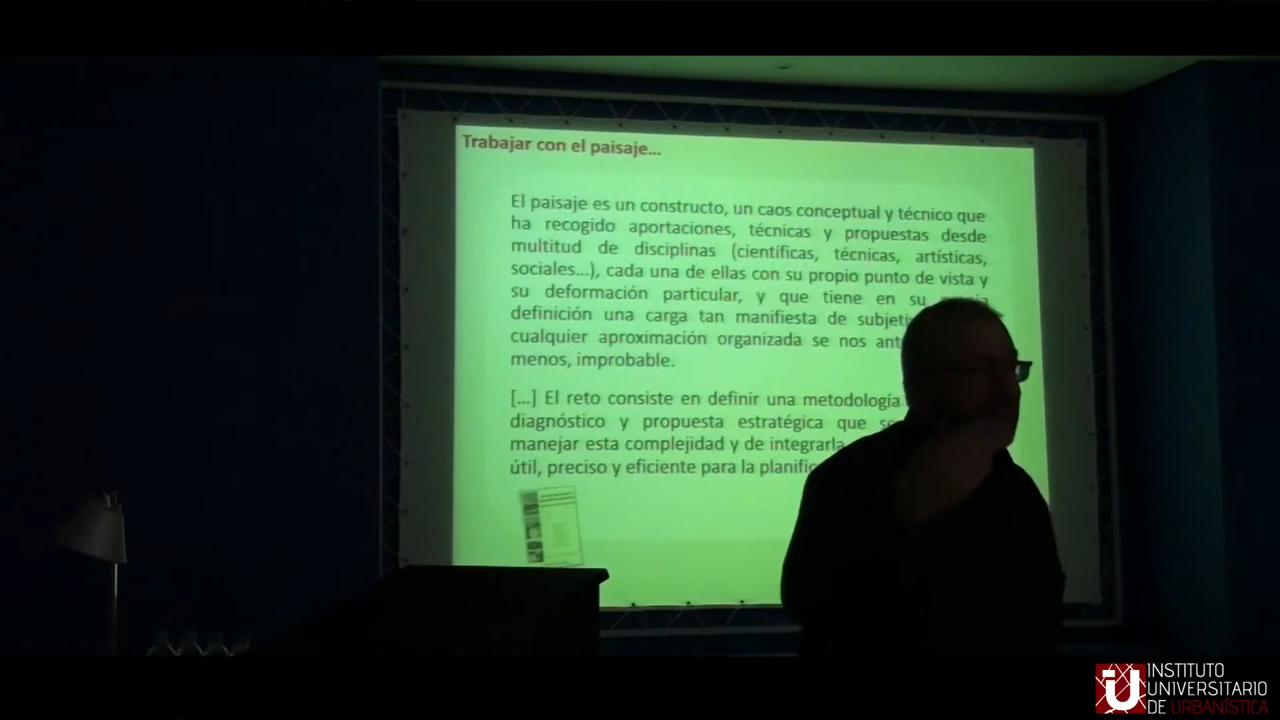 Trabajar con el paisaje...
El paisaje es un constructo, un caos conceptual y técnico que
ha recogido aportaciones, técnicas y propuestas desde
multitud de disciplinas (científicas, técnicas, artísticas,
sociales...), cada una de ellas con su propio punto de vista y
su deformación particular, y que tiene en su
definición una carga tan manifiesta de
cualquier aproximación organizada se nos
menos, improbable.
[...] El reto consiste en definir una metodología
diagnóstico y propuesta estratégica que
manejar esta complejidad y de integrarla
útil, preciso y eficiente para la
INSTITUTO
UNIVERSITARIO
DE URBANÍSTICA